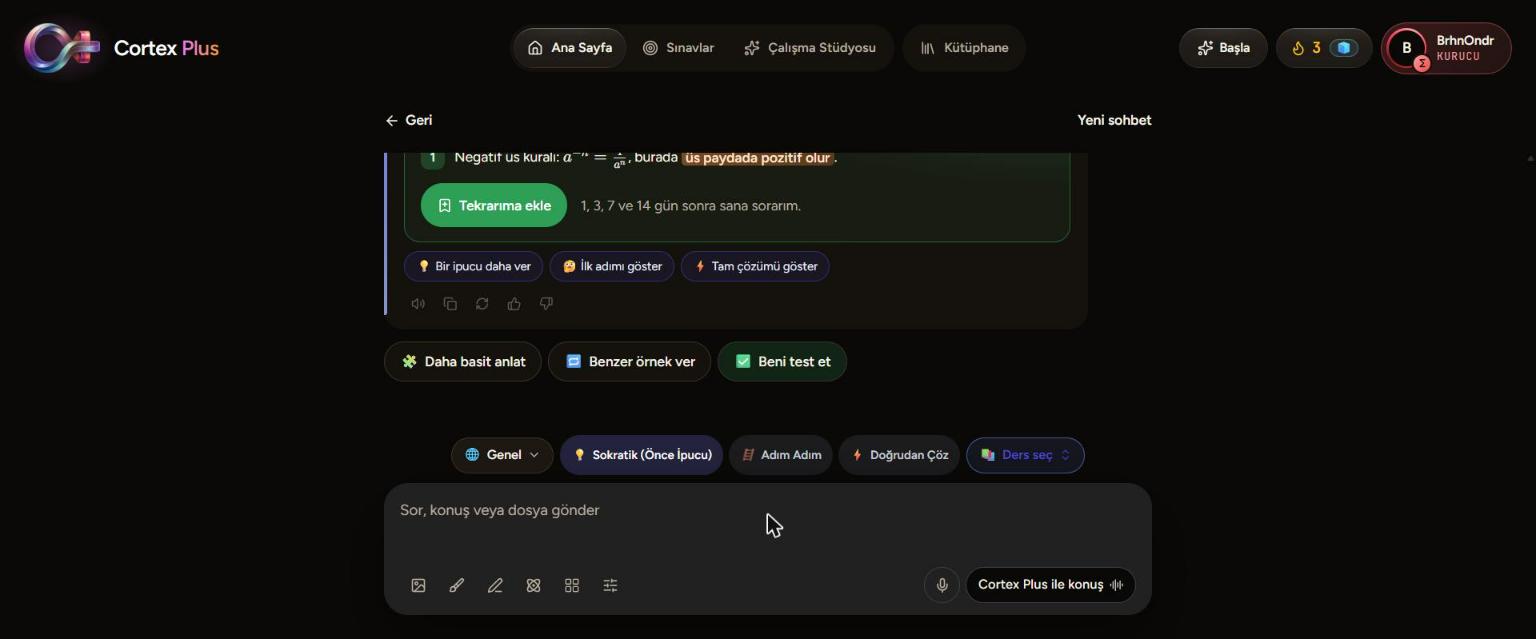 Cortex Plus
Ana Sayfa
Sınavlar
Çalışma Stüdyosu
Kütüphane
Başla
3
B
Σ
BrhnOndr
KURUCU
← Geri
Yeni sohbet
1 Negatif üs kuralı: a⁻ⁿ = 1/aⁿ, burada üs paydada pozitif olur.
Tekrarıma ekle
1, 3, 7 ve 14 gün sonra sana sorarım.
Bir ipucu daha ver
İlk adımı göster
Tam çözümü göster
Daha basit anlat
Benzer örnek ver
Beni test et
Genel
Sokratik (Önce İpucu)
Adım Adım
Doğrudan Çöz
Ders seç
Sor, konuş veya dosya gönder
Cortex Plus ile konuş